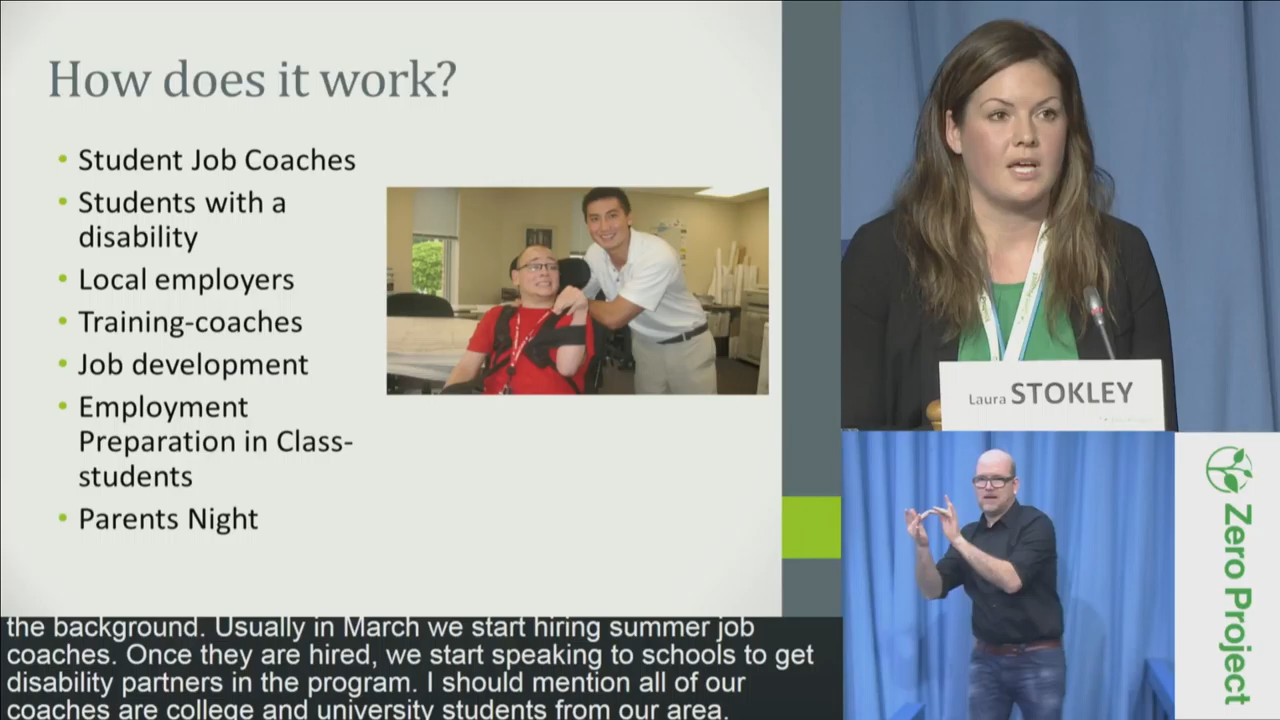 How does it work?
• Student Job Coaches
• Students with a
disability
• Local employers
• Training-coaches
• Job development
• Employment
Preparation in Class-
students
• Parents Night
Laura STOKLEY
Zero Project
the background. Usually in March we start hiring summer job
coaches. Once they are hired, we start speaking to schools to get
disability partners in the program. I should mention all of our
coaches are college and university students from our area.